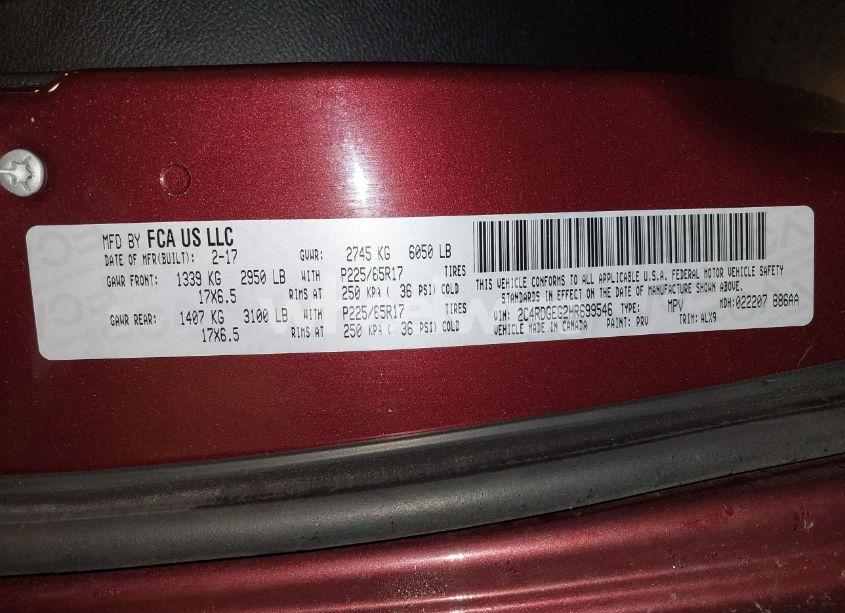 MFD BY FCA US LLC
DATE OF MFR(BUILT): 2-17 GVWR: 2745 KG 6050 LB
GAWR FRONT: 1339 KG 2950 LB WITH P225/65R17 TIRES
17X6.5 RIMS AT 250 KPA ( 36 PSI) COLD
GAWR REAR: 1407 KG 3100 LB WITH P225/65R17 TIRES
17X6.5 RIMS AT 250 KPA ( 36 PSI) COLD
THIS VEHICLE CONFORMS TO ALL APPLICABLE U.S.A. FEDERAL MOTOR VEHICLE SAFETY
STANDARDS IN EFFECT ON THE DATE OF MANUFACTURE SHOWN ABOVE.
VIN: 2C4RDGEG2HR699546 TYPE: MPV MDH:022207 886AA
VEHICLE MADE IN CANADA PAINT: PRV TRIM: ALX9